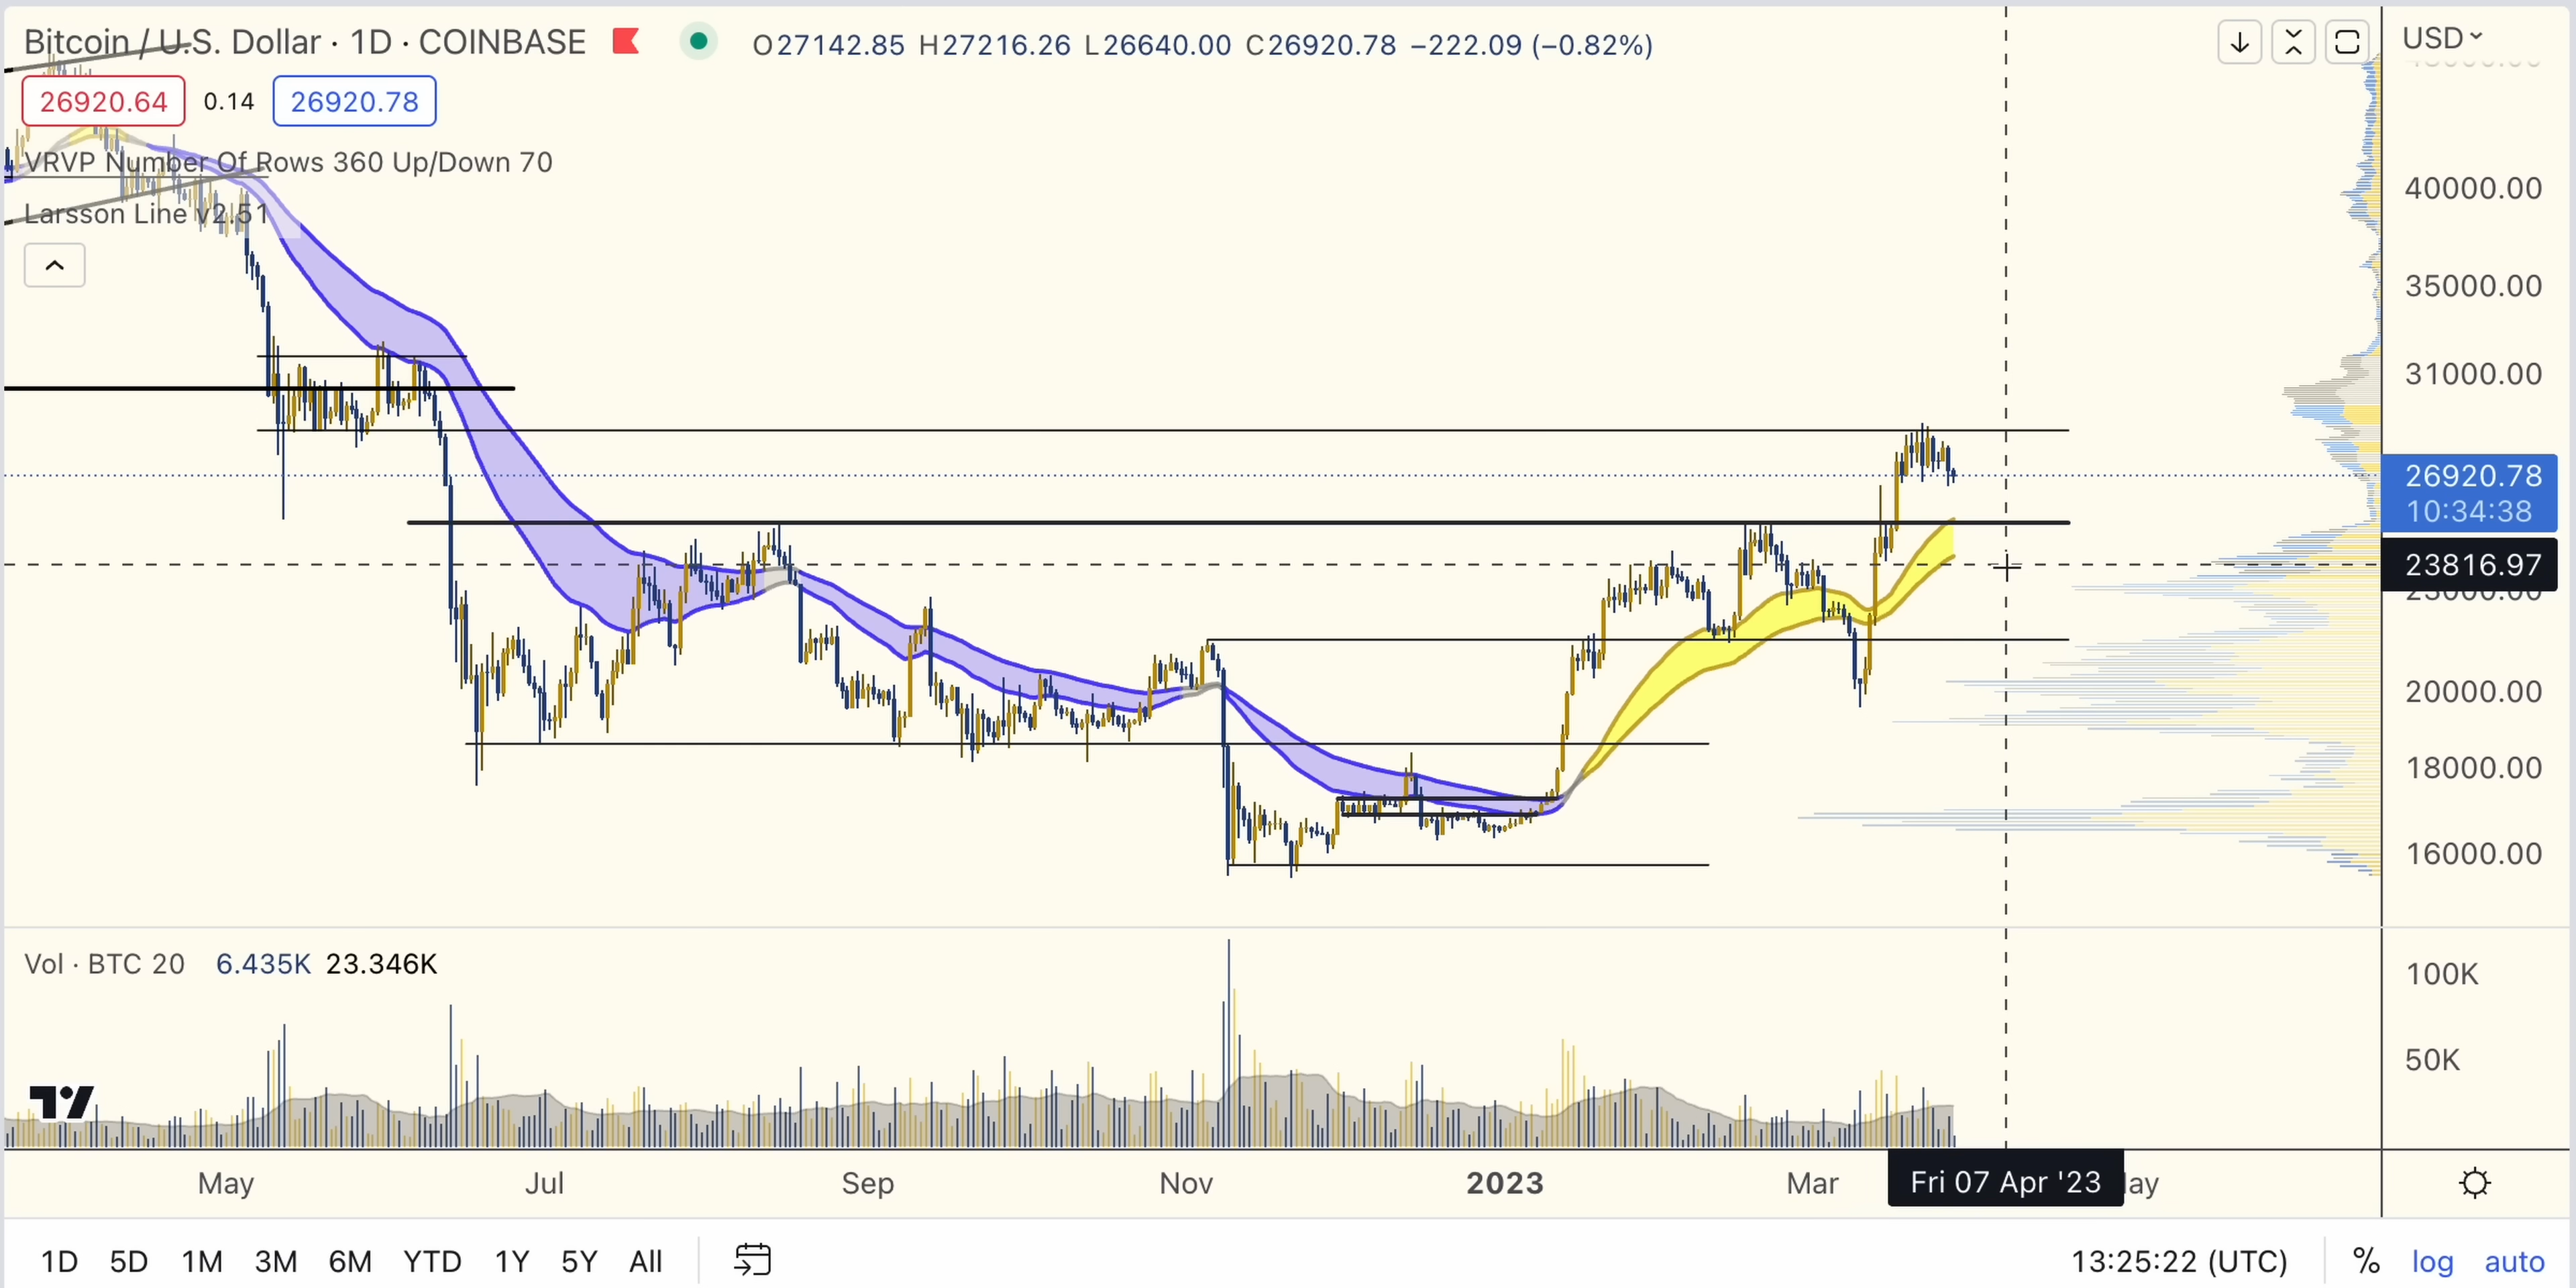 Bitcoin / U.S. Dollar · 1D · COINBASE O27142.85 H27216.26 L26640.00 C26920.78 −222.09 (−0.82%)
USD
26920.64 0.14 26920.78
VRVP Number Of Rows 360 Up/Down 70
Larsson Line v2.51
40000.00
35000.00
31000.00
26920.78
10:34:38
23816.97
23000.00
20000.00
18000.00
16000.00
Vol · BTC 20 6.435K 23.346K
100K
50K
May Jul Sep Nov 2023 Mar Fri 07 Apr '23 ay
1D 5D 1M 3M 6M YTD 1Y 5Y All 13:25:22 (UTC) % log auto